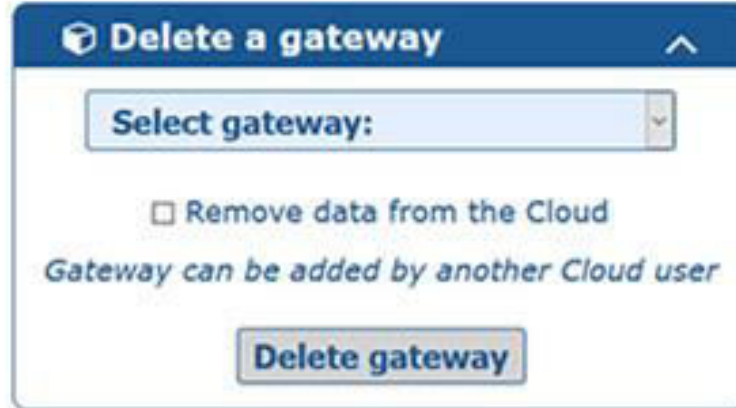 Delete a gateway
Select gateway:
Remove data from the Cloud
Gateway can be added by another Cloud user
Delete gateway